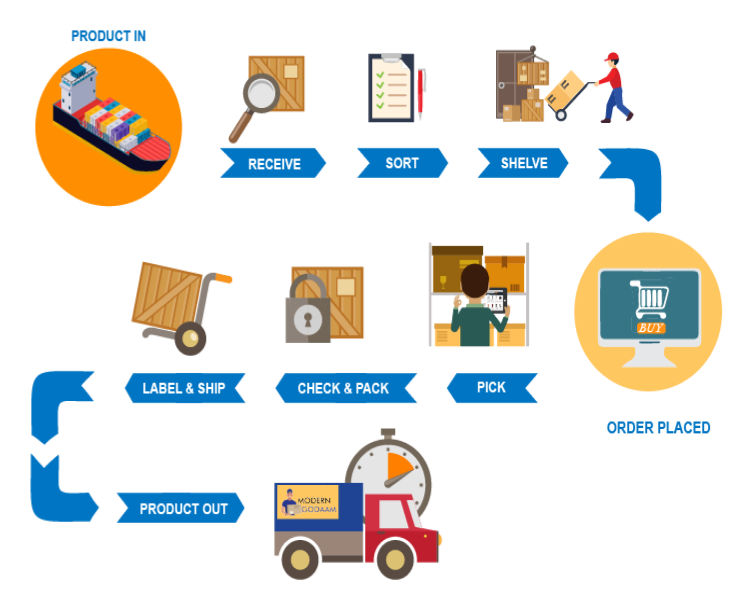 PRODUCT IN
RECEIVE
SORT
SHELVE
BUY
ORDER PLACED
PICK
CHECK & PACK
LABEL & SHIP
PRODUCT OUT
MODERN
GODAAM